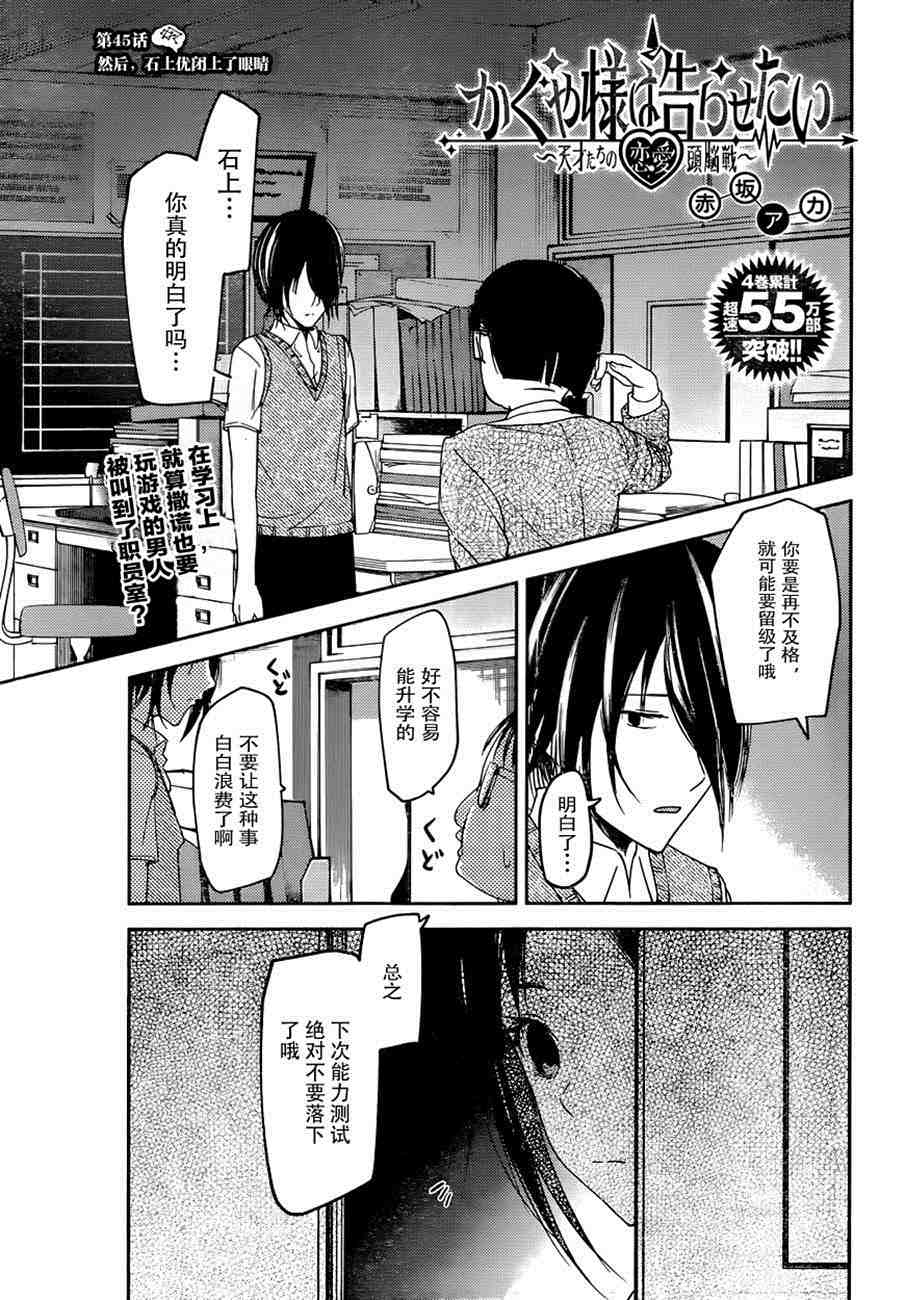 第45话
然后，石上优闭上了眼睛
かぐや様は告らせたい
～天才たちの恋愛頭脳戦～
赤坂アカ
4巻累計
超速55万部
突破!!
石上…
你真的明白了吗…
在学习上，
就算撒谎也要
玩游戏的男人
被叫到了职员室？
你要是再不及格，
就可能要留级了哦
明白了…
好不容易
能升学的
くど
不要让这种事
白白浪费了啊
くど
总之
下次能力测试
绝对不要落下
了哦